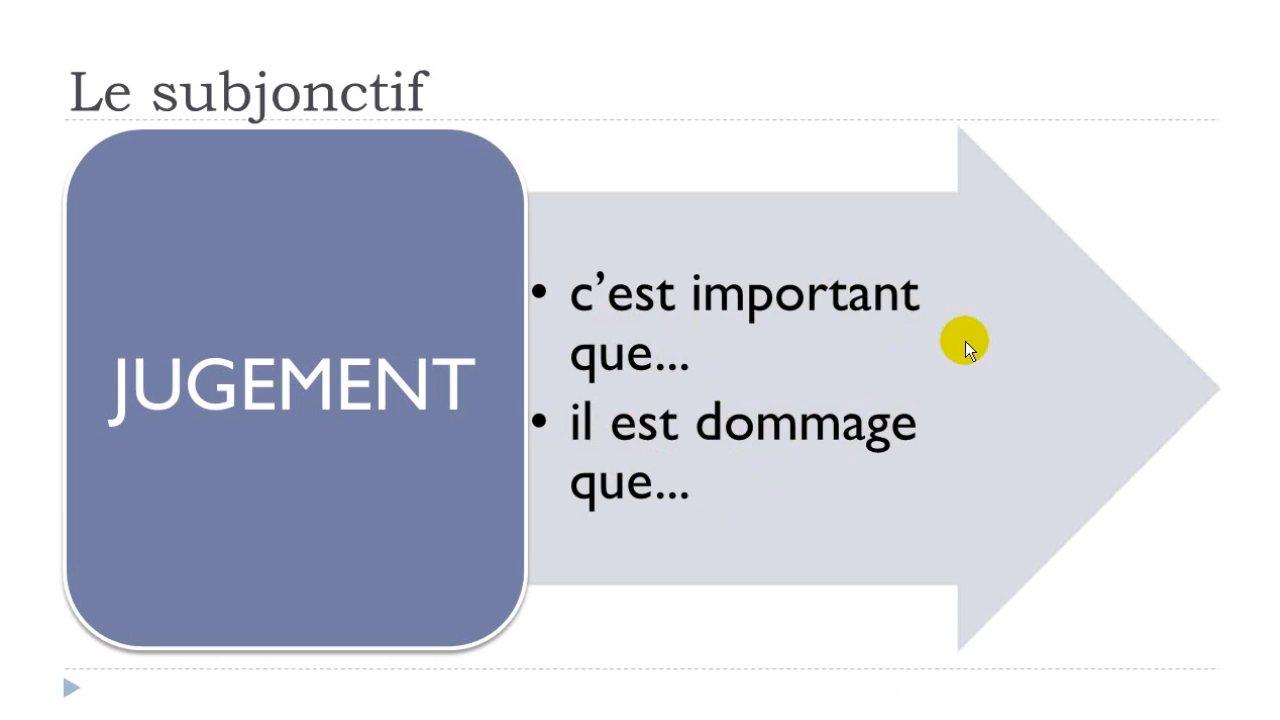 Le subjonctif
JUGEMENT
• c’est important
que...
• il est dommage
que...